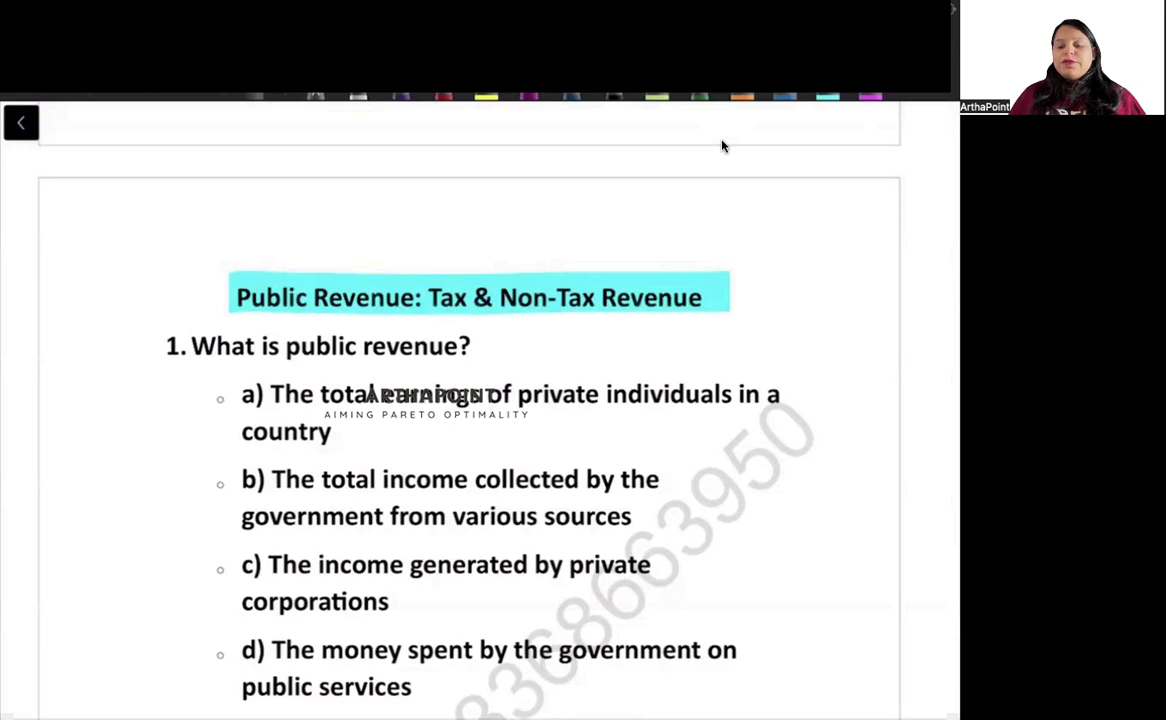 ArthaPoint
Public Revenue: Tax & Non-Tax Revenue
1. What is public revenue?
a) The total earnings of private individuals in a
country
ARTHAPOINT
AIMING PARETO OPTIMALITY
b) The total income collected by the
government from various sources
c) The income generated by private
corporations
d) The money spent by the government on
public services